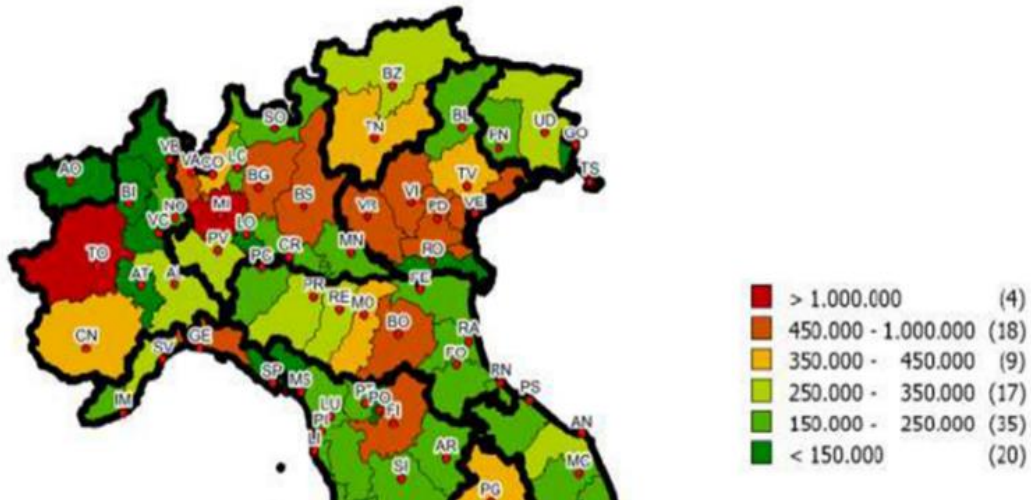 BZ
SO
TN
BL
PN
UD
GO
VB
VA
CO
LC
AO
BI
BG
TV
TS
NO
MI
BS
VR
VI
PD
VE
VC
LO
TO
PV
CR
MN
RO
PC
AT
PR
RE
MO
FE
CN
SV
GE
BO
RA
FO
SP
MS
RN
PS
IM
LU
PT
PO
FI
PI
LI
AN
AR
SI
MC
PG
> 1.000.000 (4)
450.000 - 1.000.000 (18)
350.000 - 450.000 (9)
250.000 - 350.000 (17)
150.000 - 250.000 (35)
< 150.000 (20)